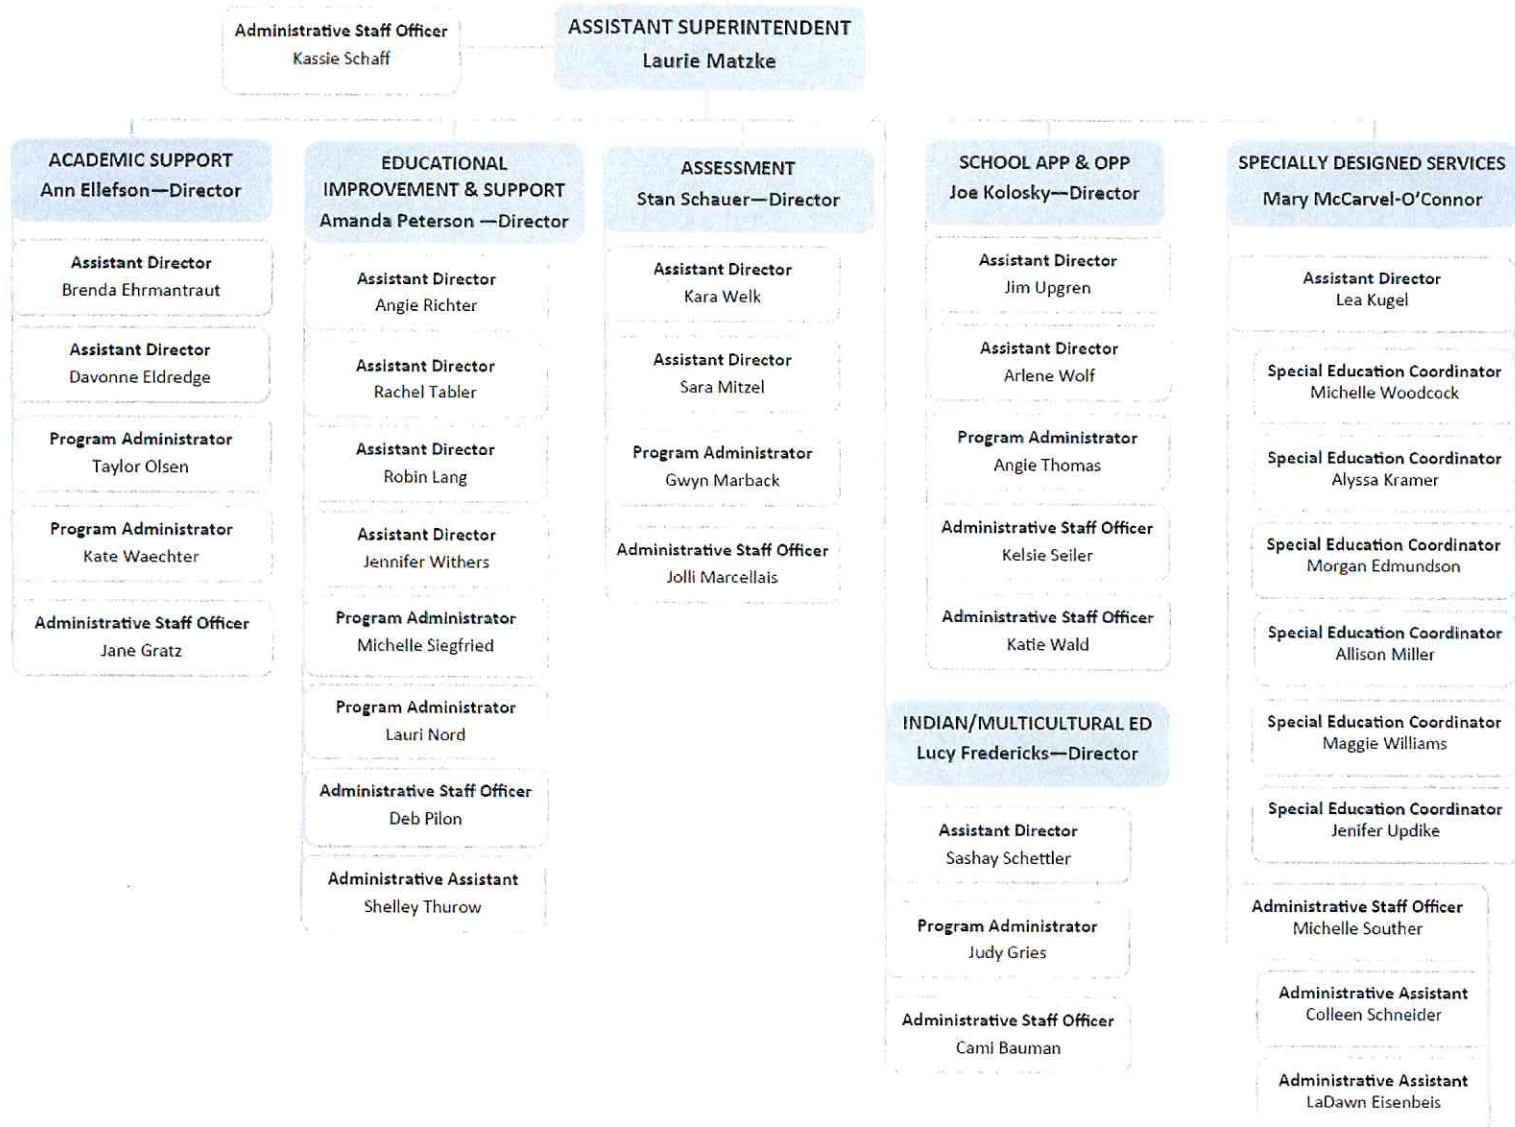 Administrative Staff Officer
Kassie Schaff
ASSISTANT SUPERINTENDENT
Laurie Matzke
ACADEMIC SUPPORT
Ann Ellefson—Director
Assistant Director
Brenda Ehrmantraut
Assistant Director
Davonne Eldredge
Program Administrator
Taylor Olsen
Program Administrator
Kate Waechter
Administrative Staff Officer
Jane Gratz
EDUCATIONAL
IMPROVEMENT & SUPPORT
Amanda Peterson —Director
Assistant Director
Angie Richter
Assistant Director
Rachel Tabler
Assistant Director
Robin Lang
Assistant Director
Jennifer Withers
Program Administrator
Michelle Siegfried
Program Administrator
Lauri Nord
Administrative Staff Officer
Deb Pilon
Administrative Assistant
Shelley Thurow
ASSESSMENT
Stan Schauer—Director
Assistant Director
Kara Welk
Assistant Director
Sara Mitzel
Program Administrator
Gwyn Marback
Administrative Staff Officer
Jolli Marcellais
SCHOOL APP & OPP
Joe Kolosky—Director
Assistant Director
Jim Upgren
Assistant Director
Arlene Wolf
Program Administrator
Angie Thomas
Administrative Staff Officer
Kelsie Seiler
Administrative Staff Officer
Katie Wald
INDIAN/MULTICULTURAL ED
Lucy Fredericks—Director
Assistant Director
Sashay Schettler
Program Administrator
Judy Gries
Administrative Staff Officer
Cami Bauman
SPECIALLY DESIGNED SERVICES
Mary McCarvel-O'Connor
Assistant Director
Lea Kugel
Special Education Coordinator
Michelle Woodcock
Special Education Coordinator
Alyssa Kramer
Special Education Coordinator
Morgan Edmundson
Special Education Coordinator
Allison Miller
Special Education Coordinator
Maggie Williams
Special Education Coordinator
Jenifer Updike
Administrative Staff Officer
Michelle Souther
Administrative Assistant
Colleen Schneider
Administrative Assistant
LaDawn Eisenbeis